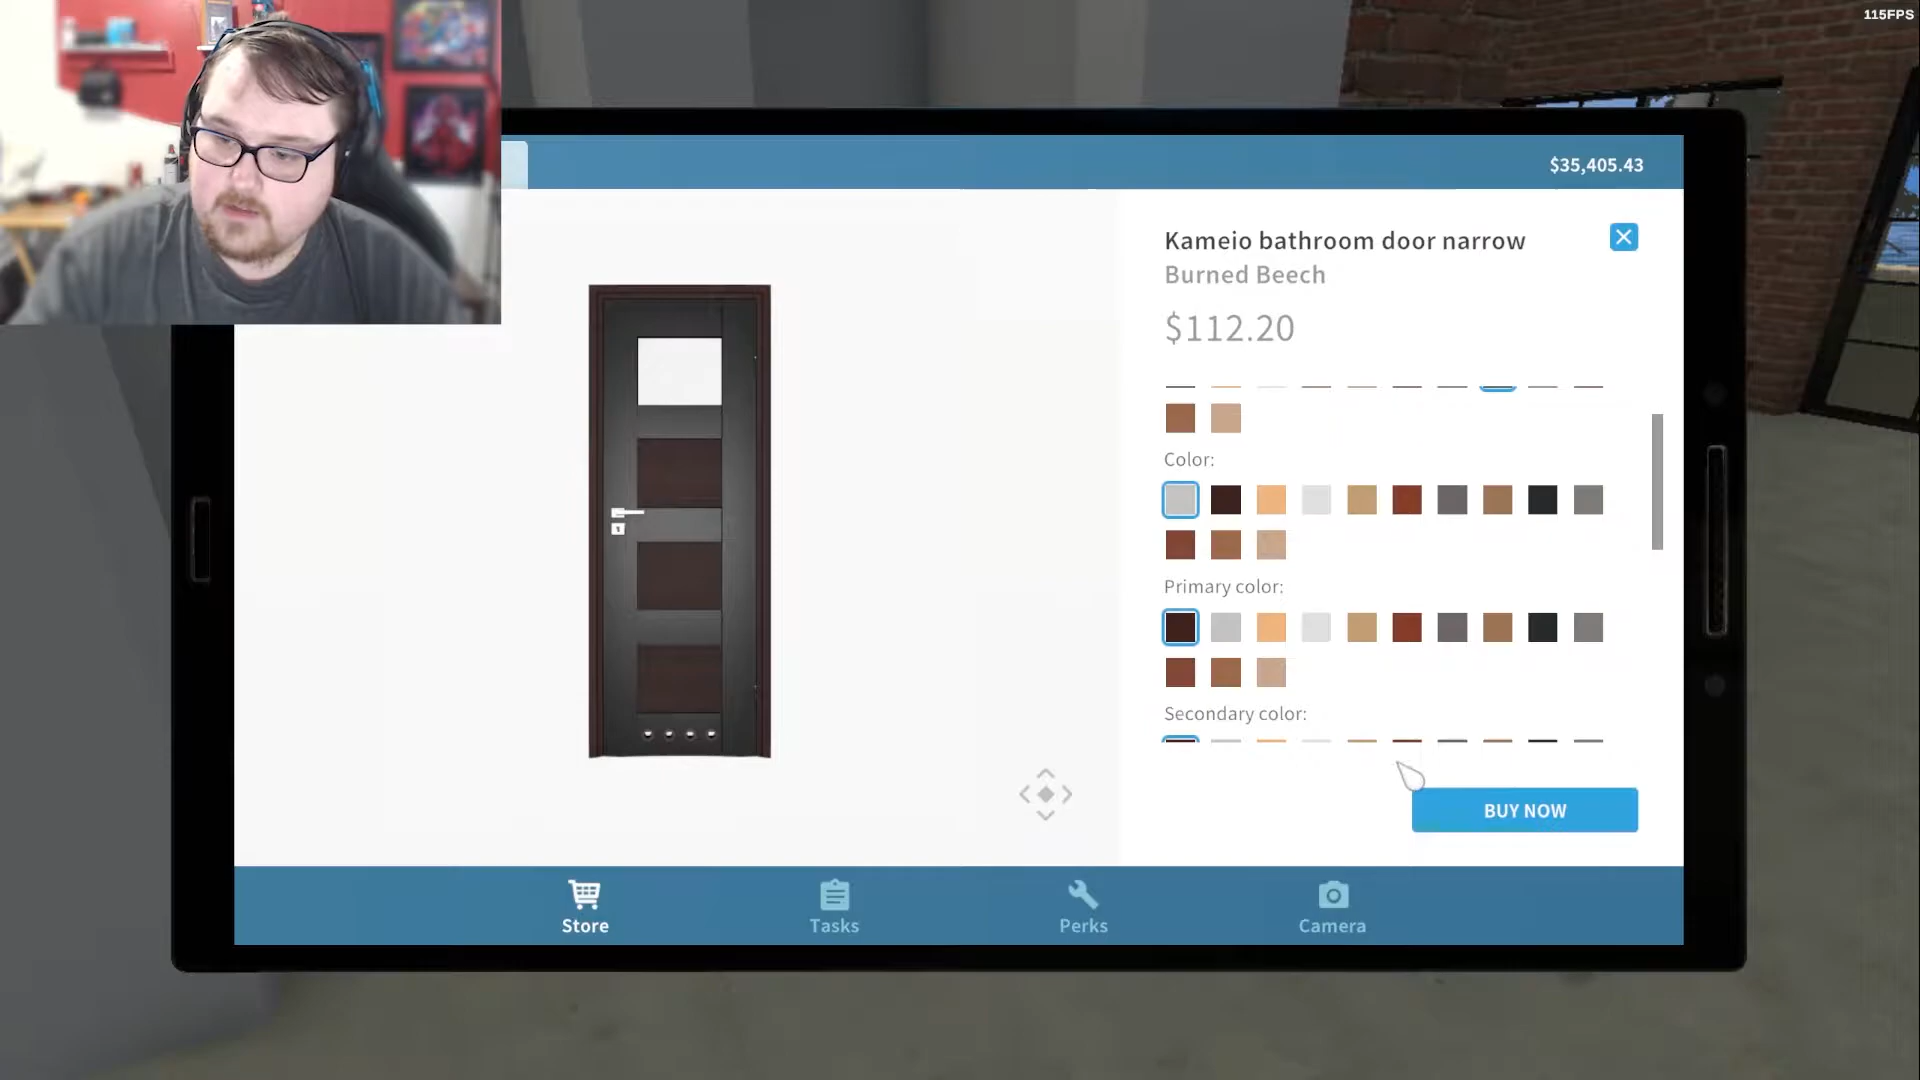 115FPS
$35,405.43
Kameio bathroom door narrow
Burned Beech
$112.20
Color:
Primary color:
Secondary color:
BUY NOW
Store
Tasks
Perks
Camera